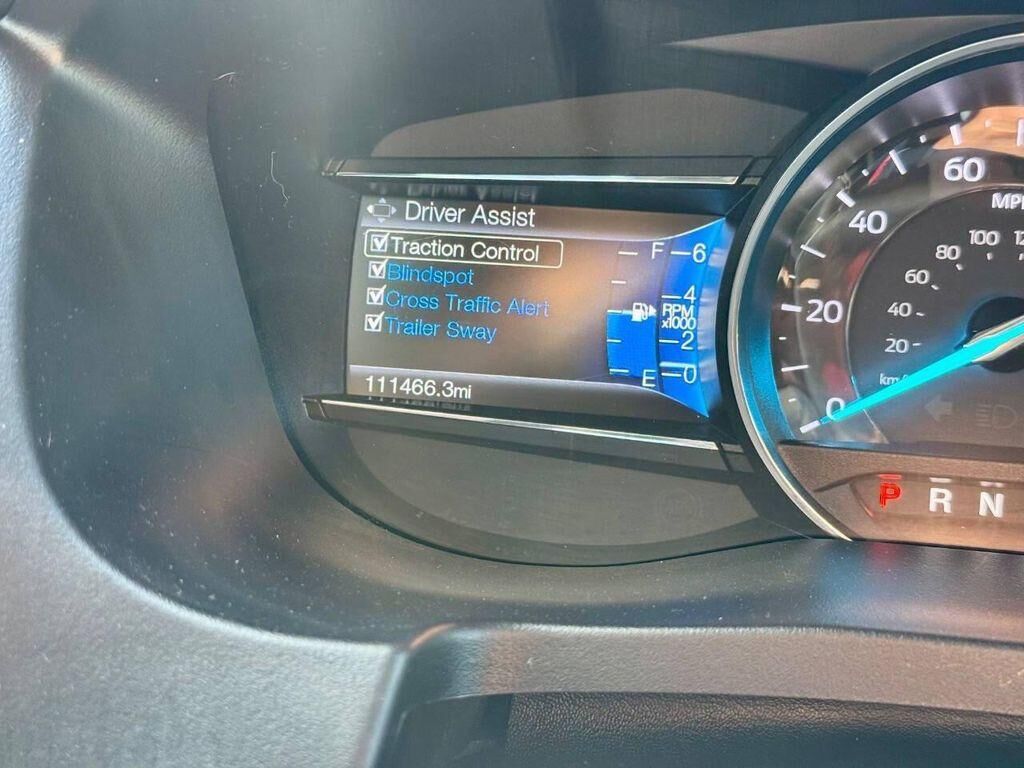 Driver Assist
Traction Control
Blindspot
Cross Traffic Alert
Trailer Sway
111466.3mi
F
E
6
4
RPM
x1000
2
0
60
40
20
0
MPH
100
80
60
40
20
km/
P R N